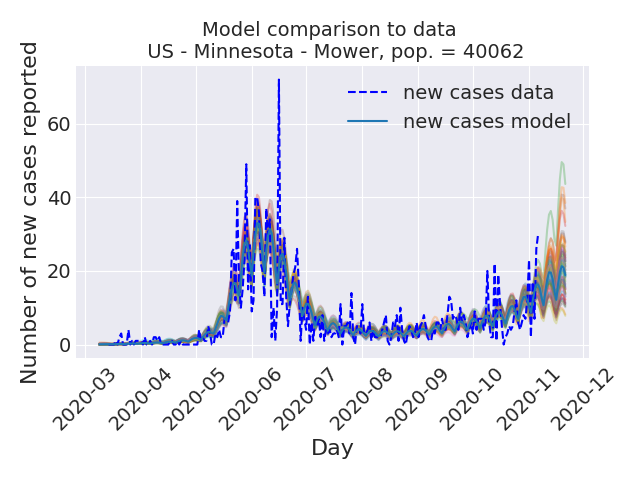 Model comparison to data
US - Minnesota - Mower, pop. = 40062
Number of new cases reported
60
40
20
0
new cases data
new cases model
2020-03
2020-04
2020-05
2020-06
2020-07
2020-08
2020-09
2020-10
2020-11
2020-12
Day